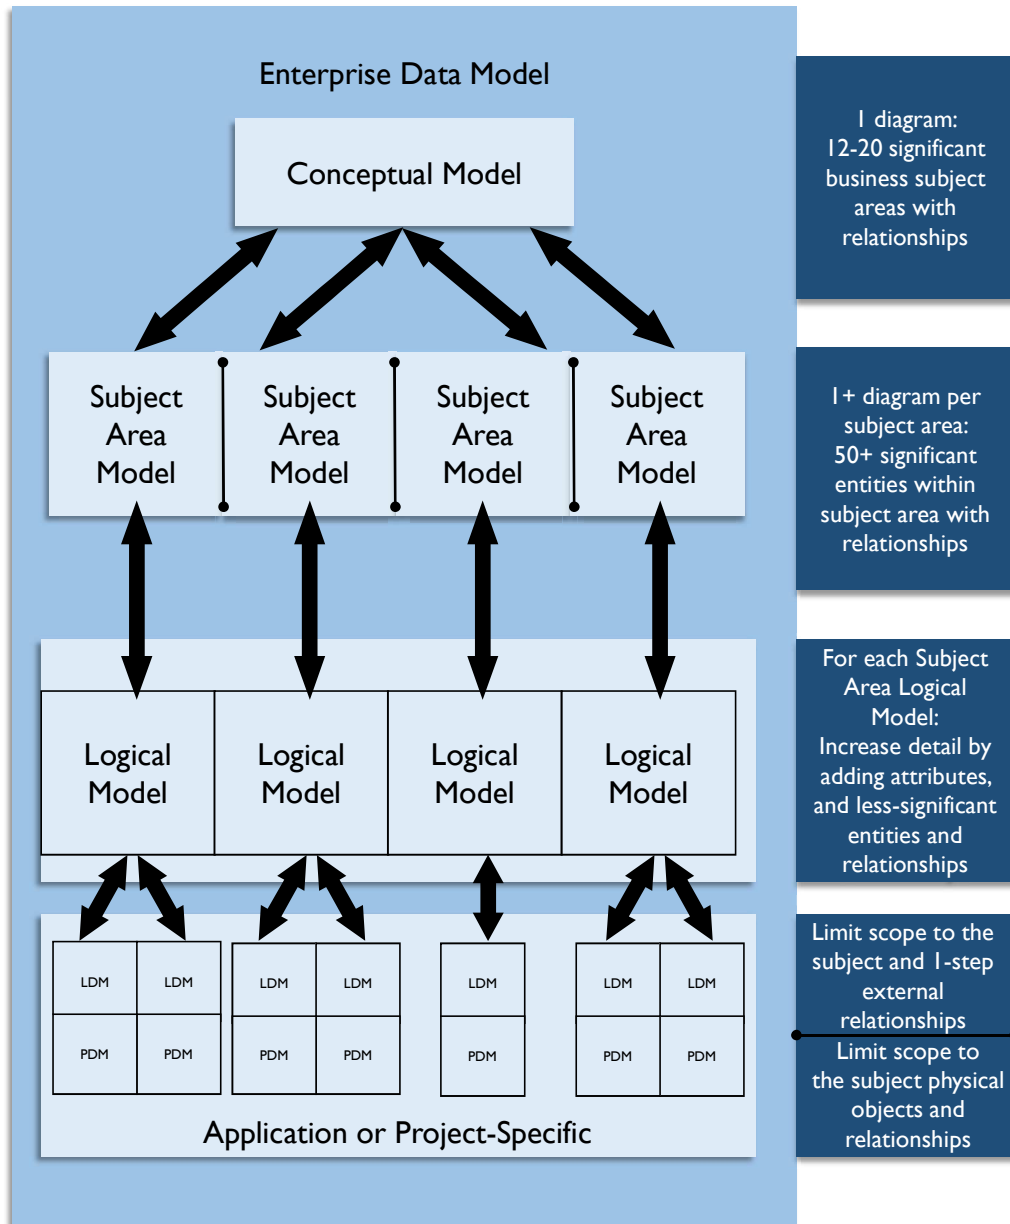 Enterprise Data Model
Conceptual Model
1 diagram:
12-20 significant
business subject
areas with
relationships
Subject
Area
Model
Subject
Area
Model
Subject
Area
Model
Subject
Area
Model
1+ diagram per
subject area:
50+ significant
entities within
subject area with
relationships
Logical
Model
Logical
Model
Logical
Model
Logical
Model
For each Subject
Area Logical
Model:
Increase detail by
adding attributes,
and less-significant
entities and
relationships
LDM LDM LDM LDM LDM LDM LDM
PDM PDM PDM PDM PDM PDM PDM
Application or Project-Specific
Limit scope to the
subject and 1-step
external
relationships
Limit scope to
the subject physical
objects and
relationships